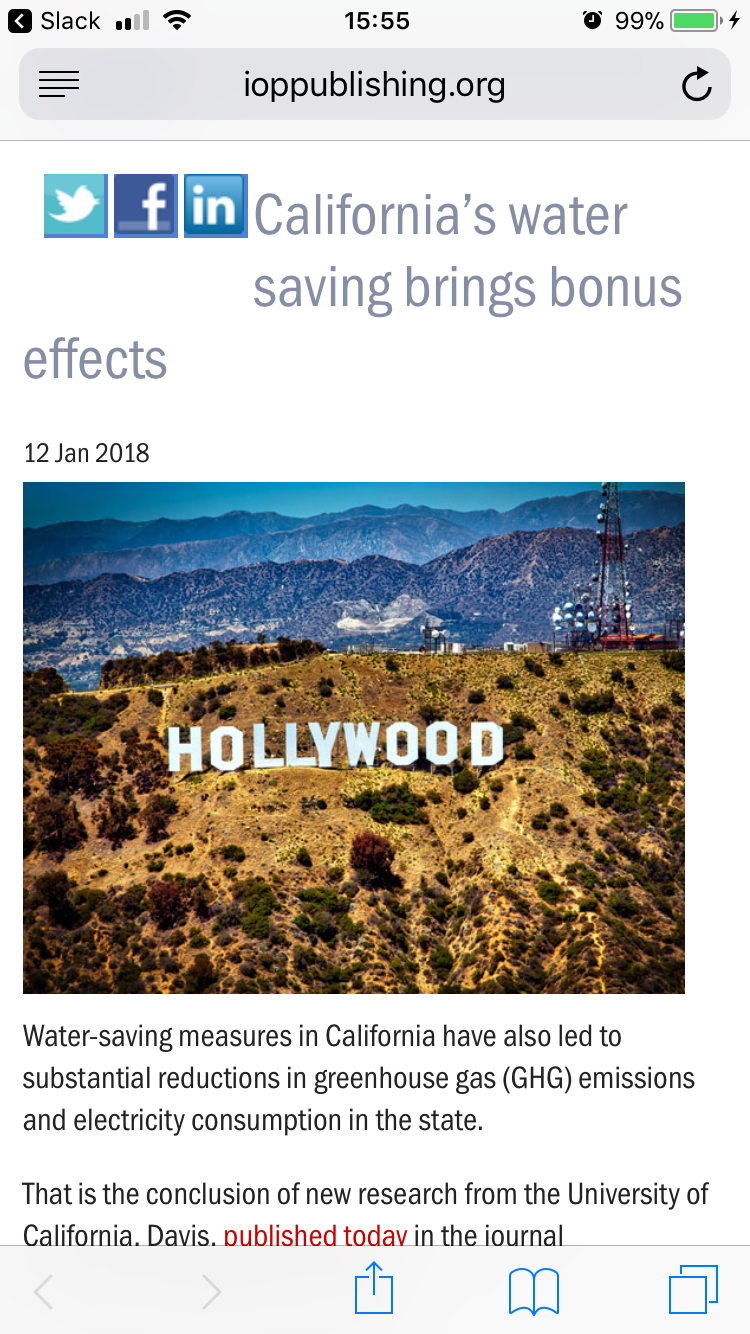 Slack 15:55 99%
ioppublishing.org
California’s water
saving brings bonus
effects
12 Jan 2018
HOLLYWOOD
Water-saving measures in California have also led to
substantial reductions in greenhouse gas (GHG) emissions
and electricity consumption in the state.
That is the conclusion of new research from the University of
California, Davis, published today in the journal